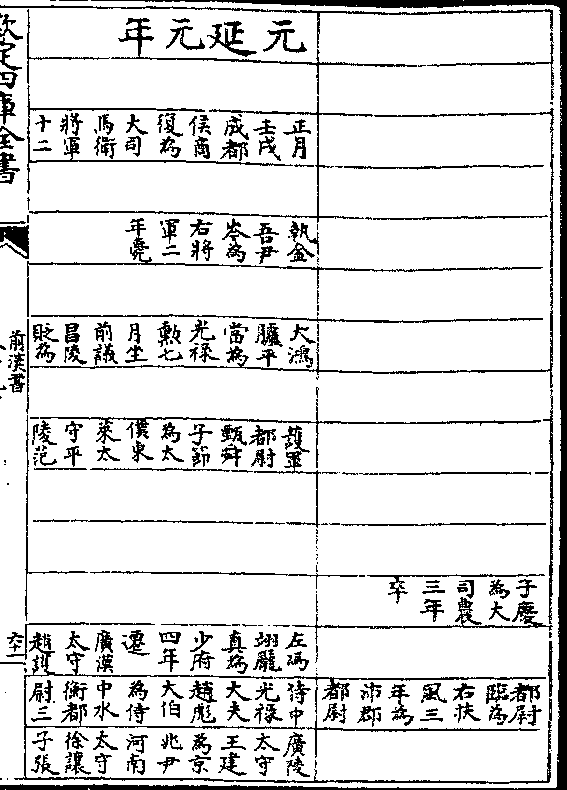 子慶
為大
司農
三年
卒
都尉
臨為
右扶
風三
年為
沛郡
都尉
元延元年
正月
壬戌
成都
侯商
復為
大司
馬衛
將軍
十二
執金
吾尹
岑為
右將
軍二
年薨
大鴻
臚平
當為
光祿
勲七
月坐
前議
昌陵
貶為
護軍
都尉
甄舜
子節
為太
僕東
萊太
守平
陵范
左馮
翊龎
真為
少府
四年
遷
廣漢
太守
趙護
侍中
光祿
大夫
趙彪
大伯
為侍
中水
衡都
尉三
廣陵
太守
王建
為京
兆尹
河南
太守
徐讓
子張
欽定四庫全書
前漢書